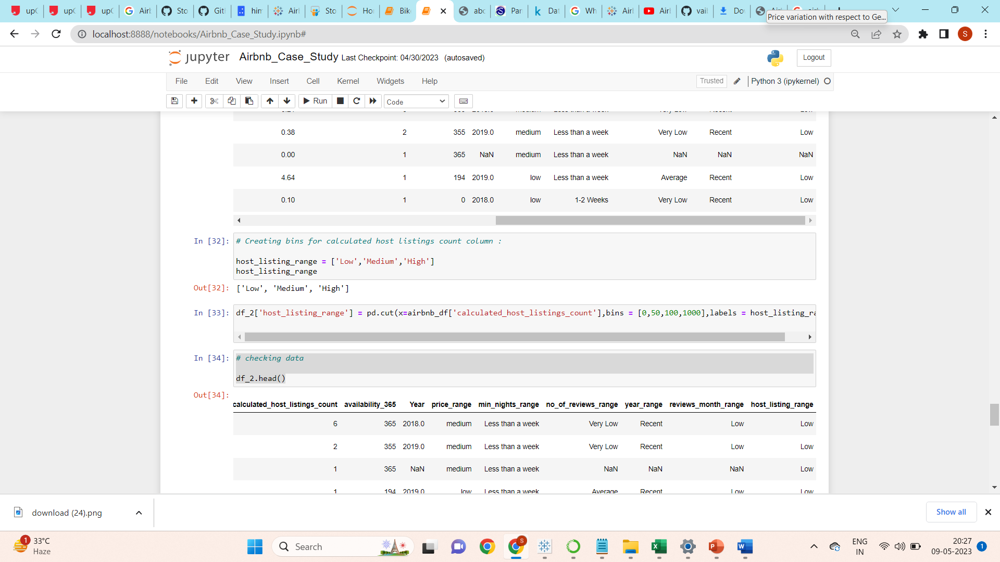 upG
upG
upG
Airb
Sto
Gitl
him
Airl
Sto
Ho
Bik
abc
Par
Dat
Wh
Airl
Airl
vail
Do
Price variation with respect to Ge...
localhost:8888/notebooks/Airbnb_Case_Study.ipynb#
S
jupyter Airbnb_Case_Study Last Checkpoint: 04/30/2023 (autosaved)
Logout
File Edit View Insert Cell Kernel Widgets Help
Trusted Python 3 (ipykernel)
Run Code
0.38 2 355 2019.0 medium Less than a week Very Low Recent Low
0.00 1 365 NaN medium Less than a week NaN NaN NaN
4.64 1 194 2019.0 low Less than a week Average Recent Low
0.10 1 0 2018.0 low 1-2 Weeks Very Low Recent Low
In [32]: # Creating bins for calculated host listings count column :
host_listing_range = ['Low','Medium','High']
host_listing_range
Out[32]: ['Low', 'Medium', 'High']
In [33]: df_2['host_listing_range'] = pd.cut(x=airbnb_df['calculated_host_listings_count'],bins = [0,50,100,1000],labels = host_listing_ra
In [34]: # checking data
df_2.head()
Out[34]:
calculated_host_listings_count availability_365 Year price_range min_nights_range no_of_reviews_range year_range reviews_month_range host_listing_range
6 365 2018.0 medium Less than a week Very Low Recent Low Low
2 355 2019.0 medium Less than a week Very Low Recent Low Low
1 365 NaN medium Less than a week NaN NaN NaN Low
1 194 2019.0 low Less than a week Average Recent Low Low
download (24).png
Show all
1
33°C
Haze
Search
S
ENG
IN
20:27
09-05-2023
1